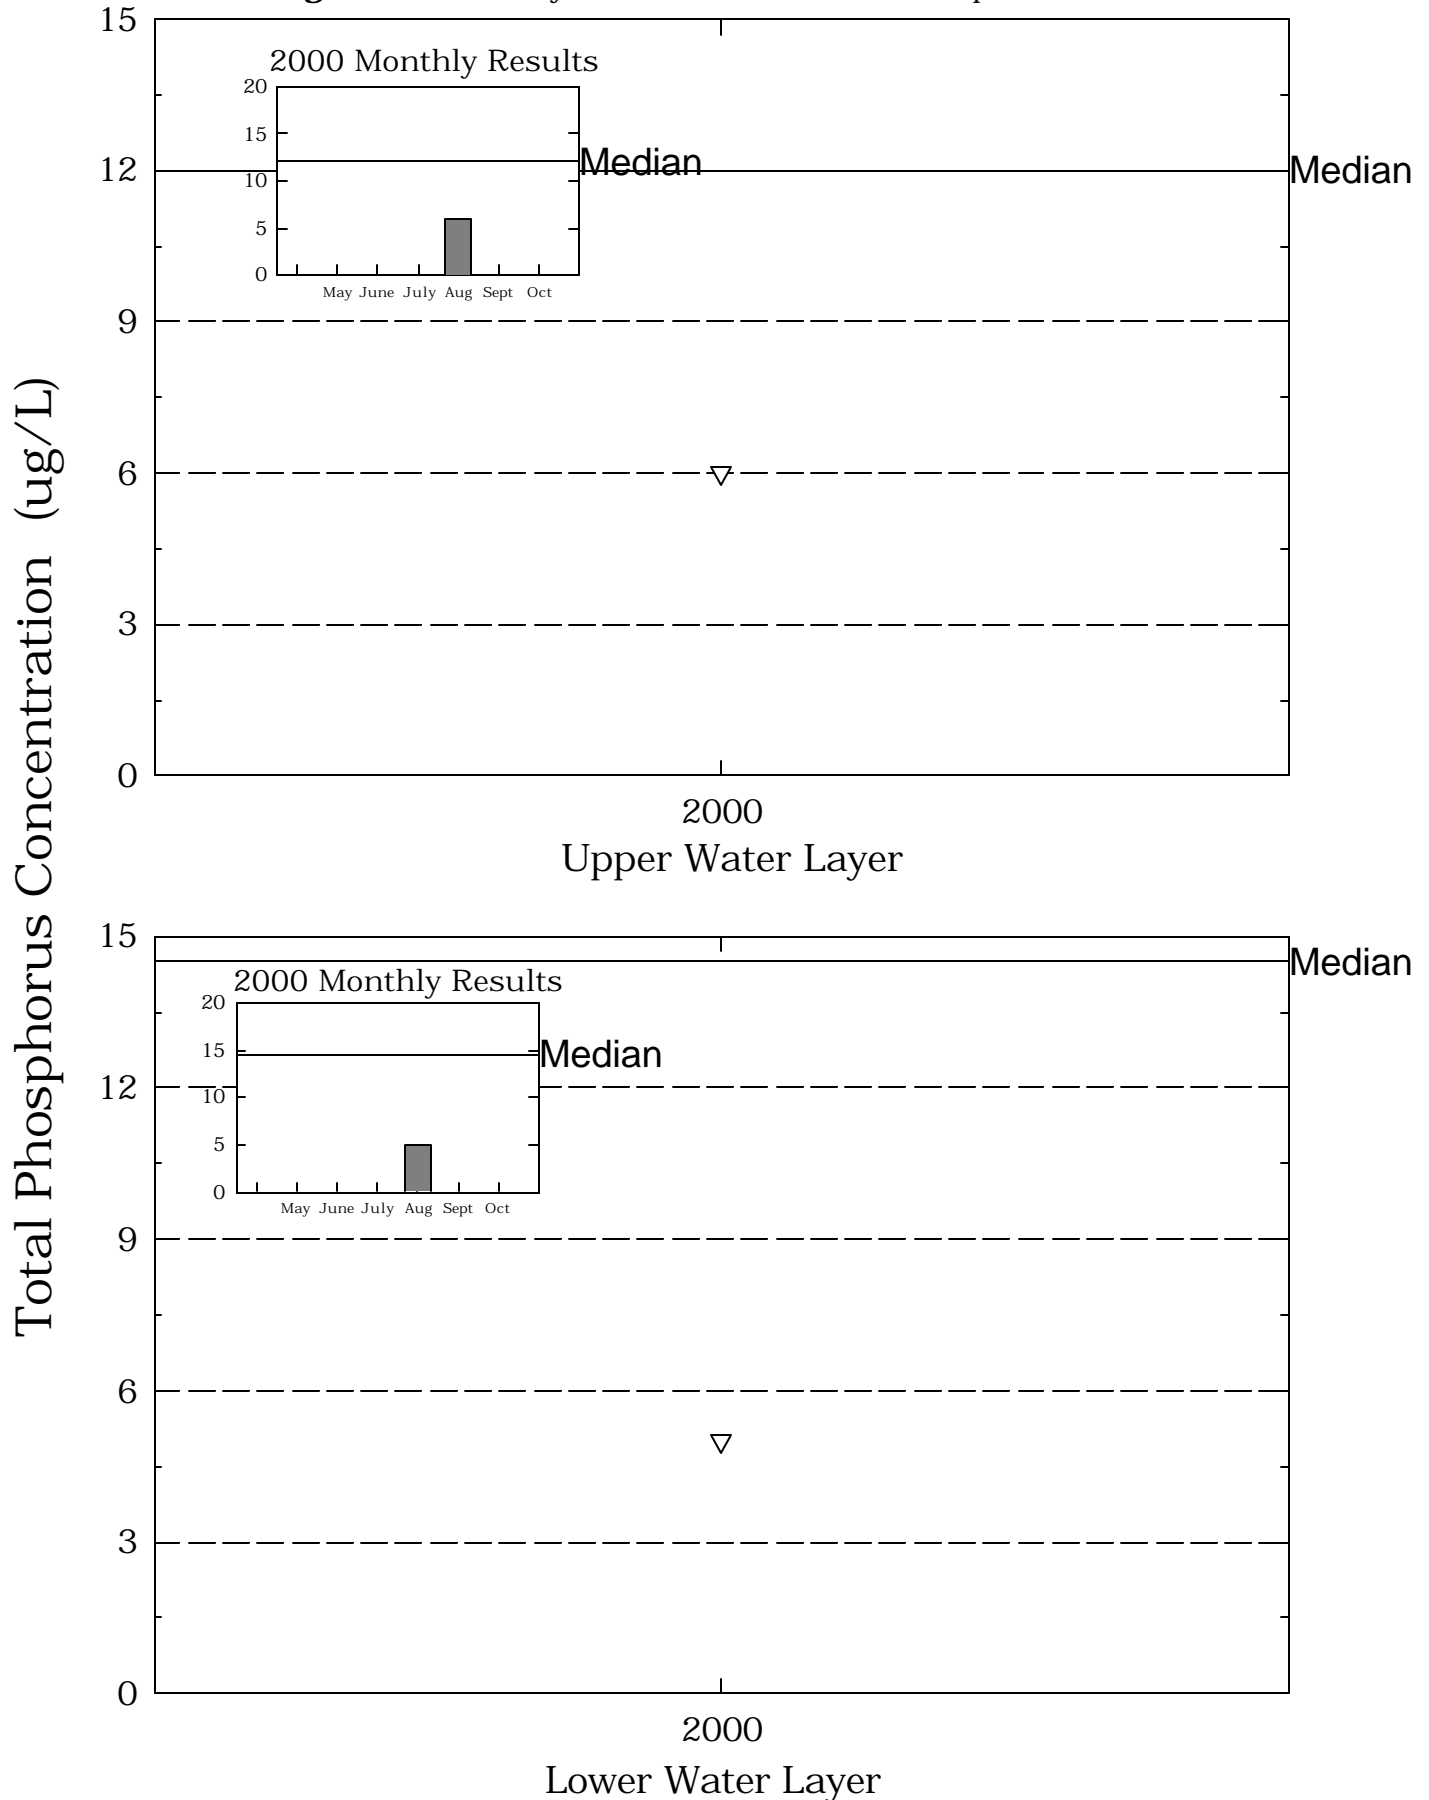 15
2000 Monthly Results
20
15
Median
12
Median
10
5
0
May June July Aug Sept Oct
9
6
3
0
2000
Upper Water Layer
Total Phosphorus Concentration (ug/L)
15
Median
2000 Monthly Results
20
15
Median
12
10
5
0
May June July Aug Sept Oct
9
6
3
0
2000
Lower Water Layer